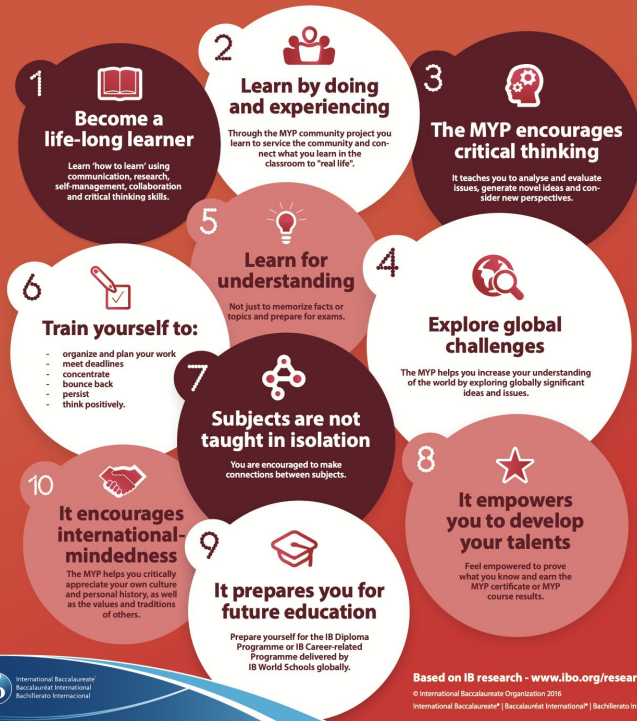 1
Become a
life-long learner
Learn 'how to learn' using
communication, research,
self-management, collaboration
and critical thinking skills.
2
Learn by doing
and experiencing
Through the MYP community project you
learn to service the community and con-
nect what you learn in the
classroom to "real life".
3
The MYP encourages
critical thinking
It teaches you to analyse and evaluate
issues, generate novel ideas and con-
sider new perspectives.
4
Explore global
challenges
The MYP helps you increase your understanding
of the world by exploring globally significant
ideas and issues.
5
Learn for
understanding
Not just to memorize facts or
topics and prepare for exams.
6
Train yourself to:
- organize and plan your work
- meet deadlines
- concentrate
- bounce back
- persist
- think positively.
7
Subjects are not
taught in isolation
You are encouraged to make
connections between subjects.
8
It empowers
you to develop
your talents
Feel empowered to prove
what you know and earn the
MYP certificate or MYP
course results.
9
It prepares you for
future education
Prepare yourself for the IB Diploma
Programme or IB Career-related
Programme delivered by
IB World Schools globally.
10
It encourages
international-
mindedness
The MYP helps you critically
appreciate your own culture
and personal history, as well
as the values and traditions
of others.
International Baccalaureate®
Baccalauréat International
Bachillerato Internacional
Based on IB research - www.ibo.org/resear
© International Baccalaureate Organization 2016
International Baccalaureate® | Baccalauréat International® | Bachillerato In